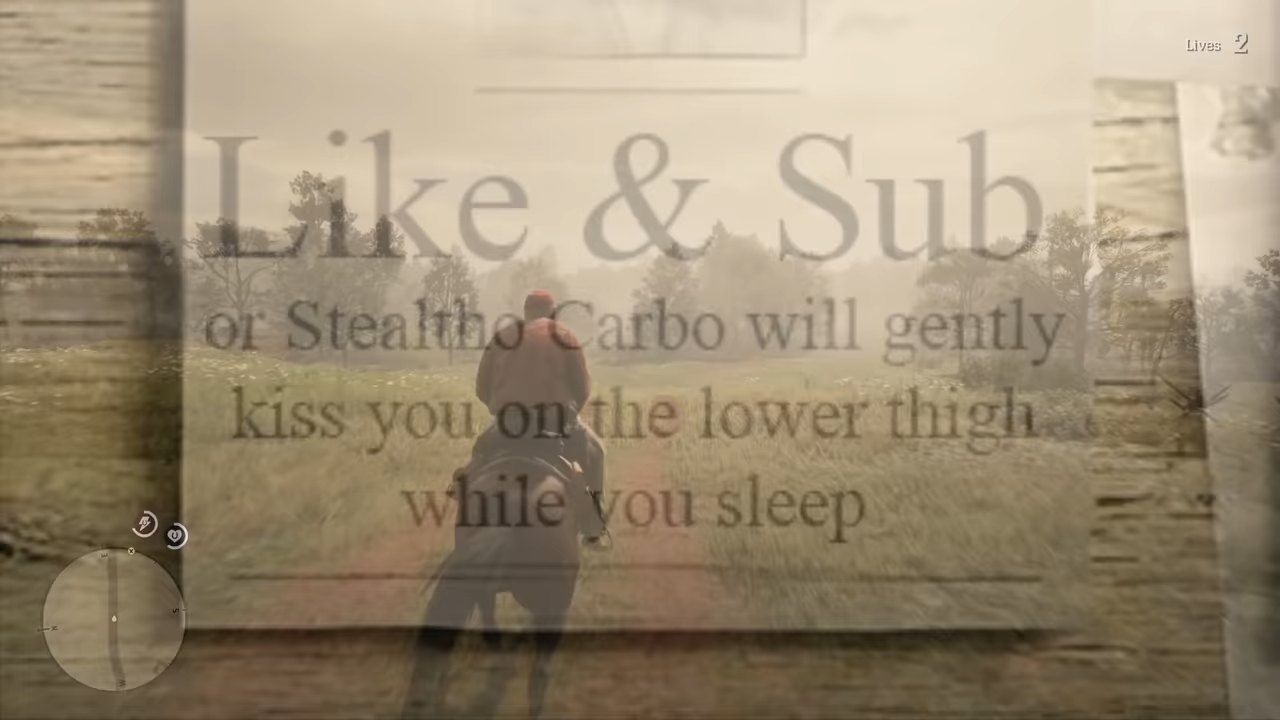 Lives 2
Like & Sub
or Stealtho Carbo will gently
kiss you on the lower thigh
while you sleep